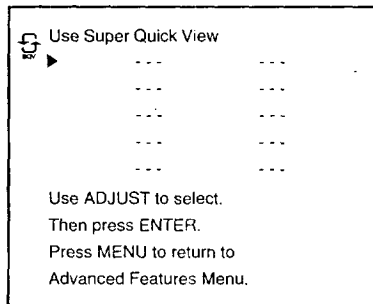 Use Super Quick View
SQV
▶ --- ---
--- ---
--- ---
--- ---
--- ---
Use ADJUST to select.
Then press ENTER.
Press MENU to return to
Advanced Features Menu.